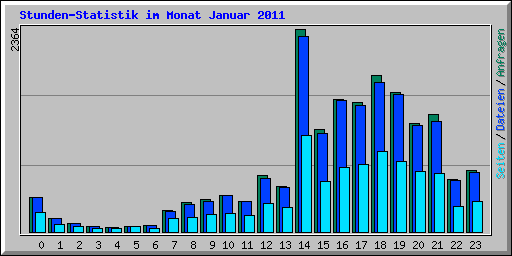 Stunden-Statistik im Monat Januar 2011
2364
Seiten / Dateien / Anfragen
0 1 2 3 4 5 6 7 8 9 10 11 12 13 14 15 16 17 18 19 20 21 22 23